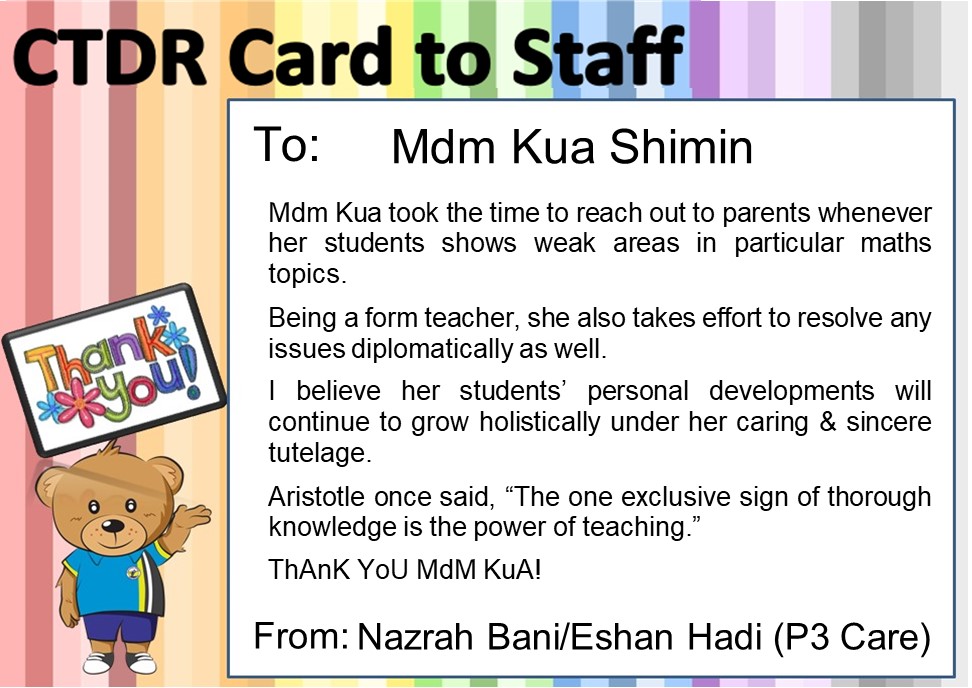 CTDR Card to Staff
To: Mdm Kua Shimin
Mdm Kua took the time to reach out to parents whenever
her students shows weak areas in particular maths
topics.
Being a form teacher, she also takes effort to resolve any
issues diplomatically as well.
I believe her students’ personal developments will
continue to grow holistically under her caring & sincere
tutelage.
Aristotle once said, “The one exclusive sign of thorough
knowledge is the power of teaching.”
ThAnK YoU MdM KuA!
From: Nazrah Bani/Eshan Hadi (P3 Care)
Thank
you!